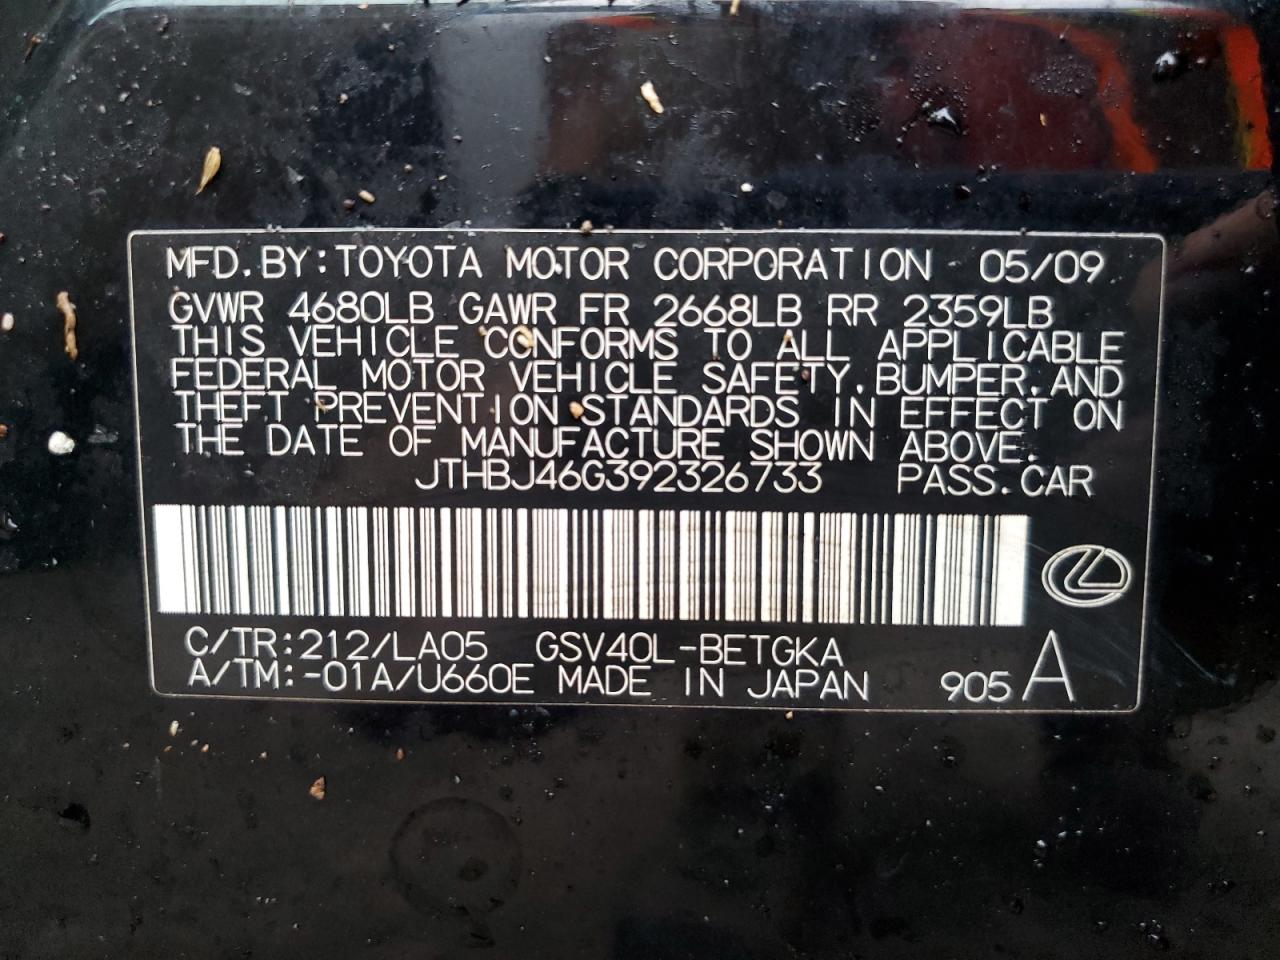 MFD.BY:TOYOTA MOTOR CORPORATION 05/09
GVWR 4680LB GAWR FR 2668LB RR 2359LB
THIS VEHICLE CONFORMS TO ALL APPLICABLE
FEDERAL MOTOR VEHICLE SAFETY,BUMPER,AND
THEFT PREVENTION STANDARDS IN EFFECT ON
THE DATE OF MANUFACTURE SHOWN ABOVE.
JTHBJ46G392326733 PASS.CAR
C/TR:212/LA05 GSV40L-BETGKA
A/TM:-01A/U660E MADE IN JAPAN 905 A